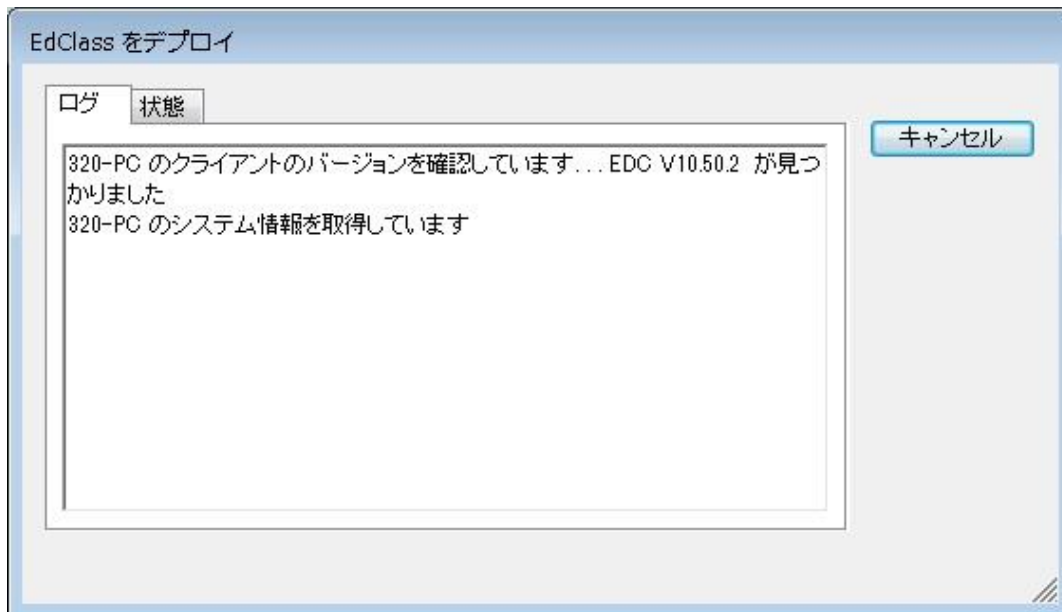 EdClass をデプロイ
ログ
状態
キャンセル
320-PC のクライアントのバージョンを確認しています...EDC V10.50.2 が見つ
かりました
320-PC のシステム情報を取得しています